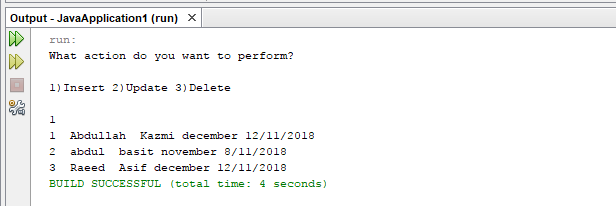 Output - JavaApplication1 (run) ×
run:
What action do you want to perform?
1)Insert 2)Update 3)Delete
1
1  Abdullah  Kazmi december 12/11/2018
2  abdul  basit november 8/11/2018
3  Raeed  Asif december 12/11/2018
BUILD SUCCESSFUL (total time: 4 seconds)